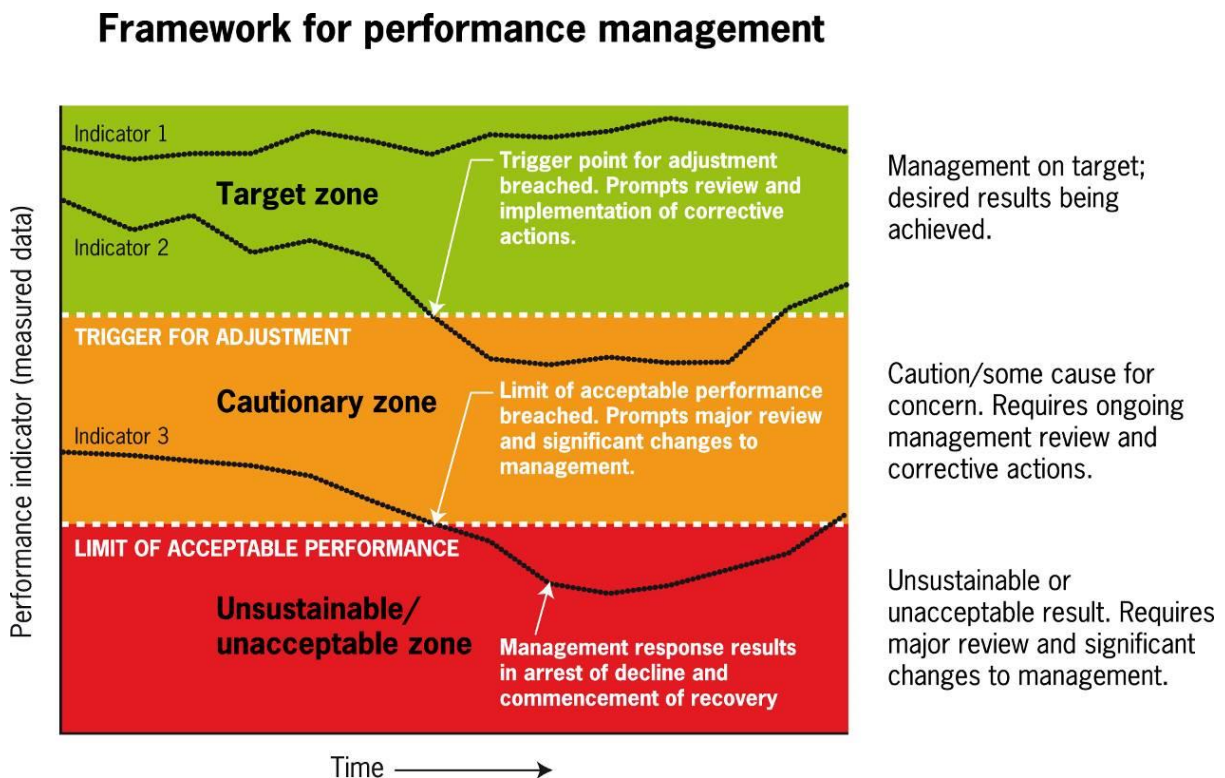 Framework for performance management
Performance indicator (measured data)
Indicator 1
Target zone
Indicator 2
Trigger point for adjustment
breached. Prompts review and
implementation of corrective
actions.
Management on target;
desired results being
achieved.
TRIGGER FOR ADJUSTMENT
Cautionary zone
Indicator 3
Limit of acceptable performance
breached. Prompts major review
and significant changes to
management.
Caution/some cause for
concern. Requires ongoing
management review and
corrective actions.
LIMIT OF ACCEPTABLE PERFORMANCE
Unsustainable/
unacceptable zone
Management response results
in arrest of decline and
commencement of recovery
Unsustainable or
unacceptable result. Requires
major review and significant
changes to management.
Time